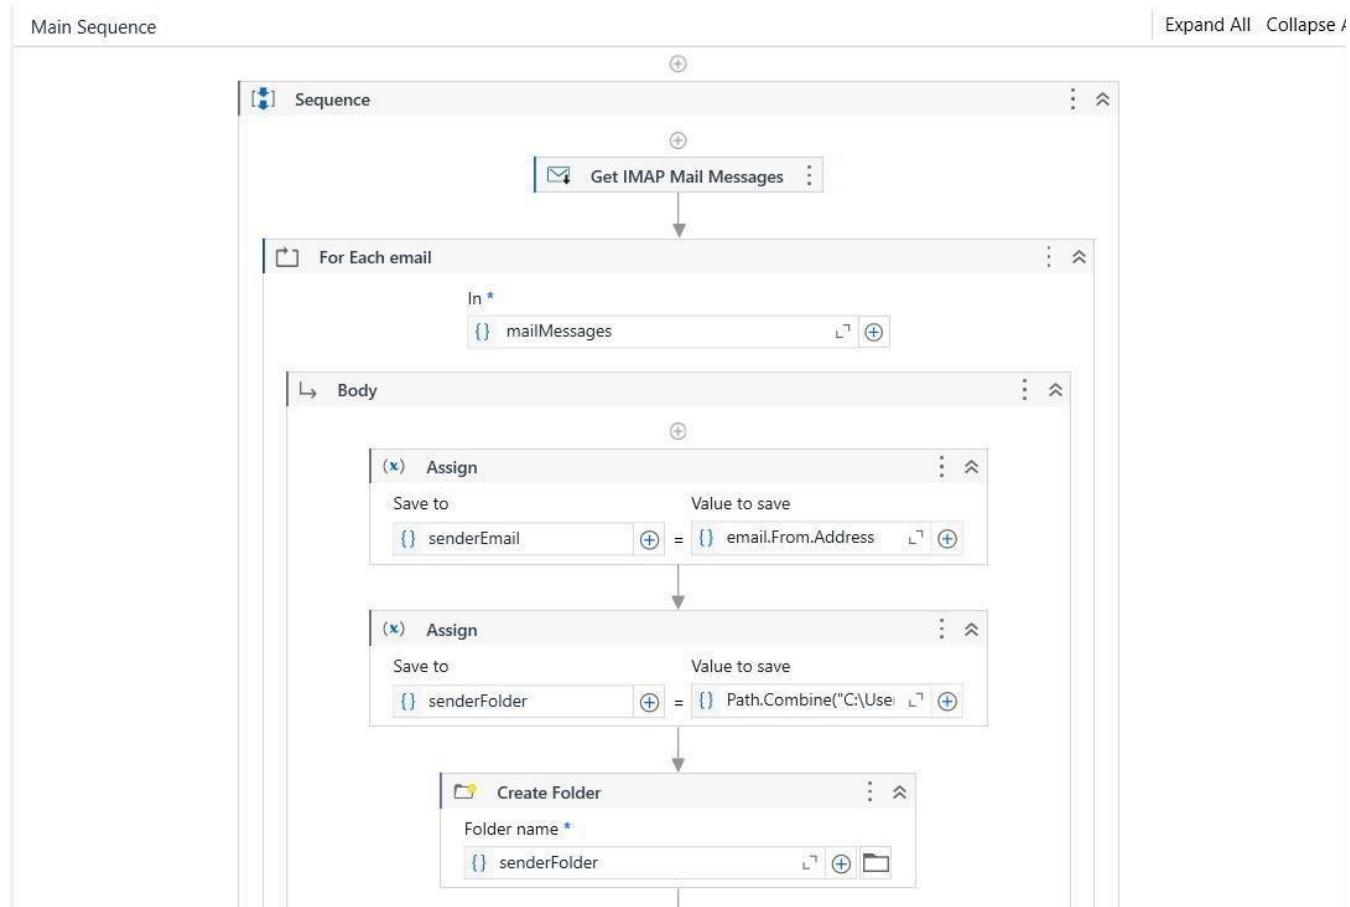 Main Sequence
Expand All Collapse A
Sequence
Get IMAP Mail Messages
For Each email
In *
{} mailMessages
Body
(x) Assign
Save to Value to save
{} senderEmail = {} email.From.Address
(x) Assign
Save to Value to save
{} senderFolder = {} Path.Combine("C:\Use
Create Folder
Folder name *
{} senderFolder